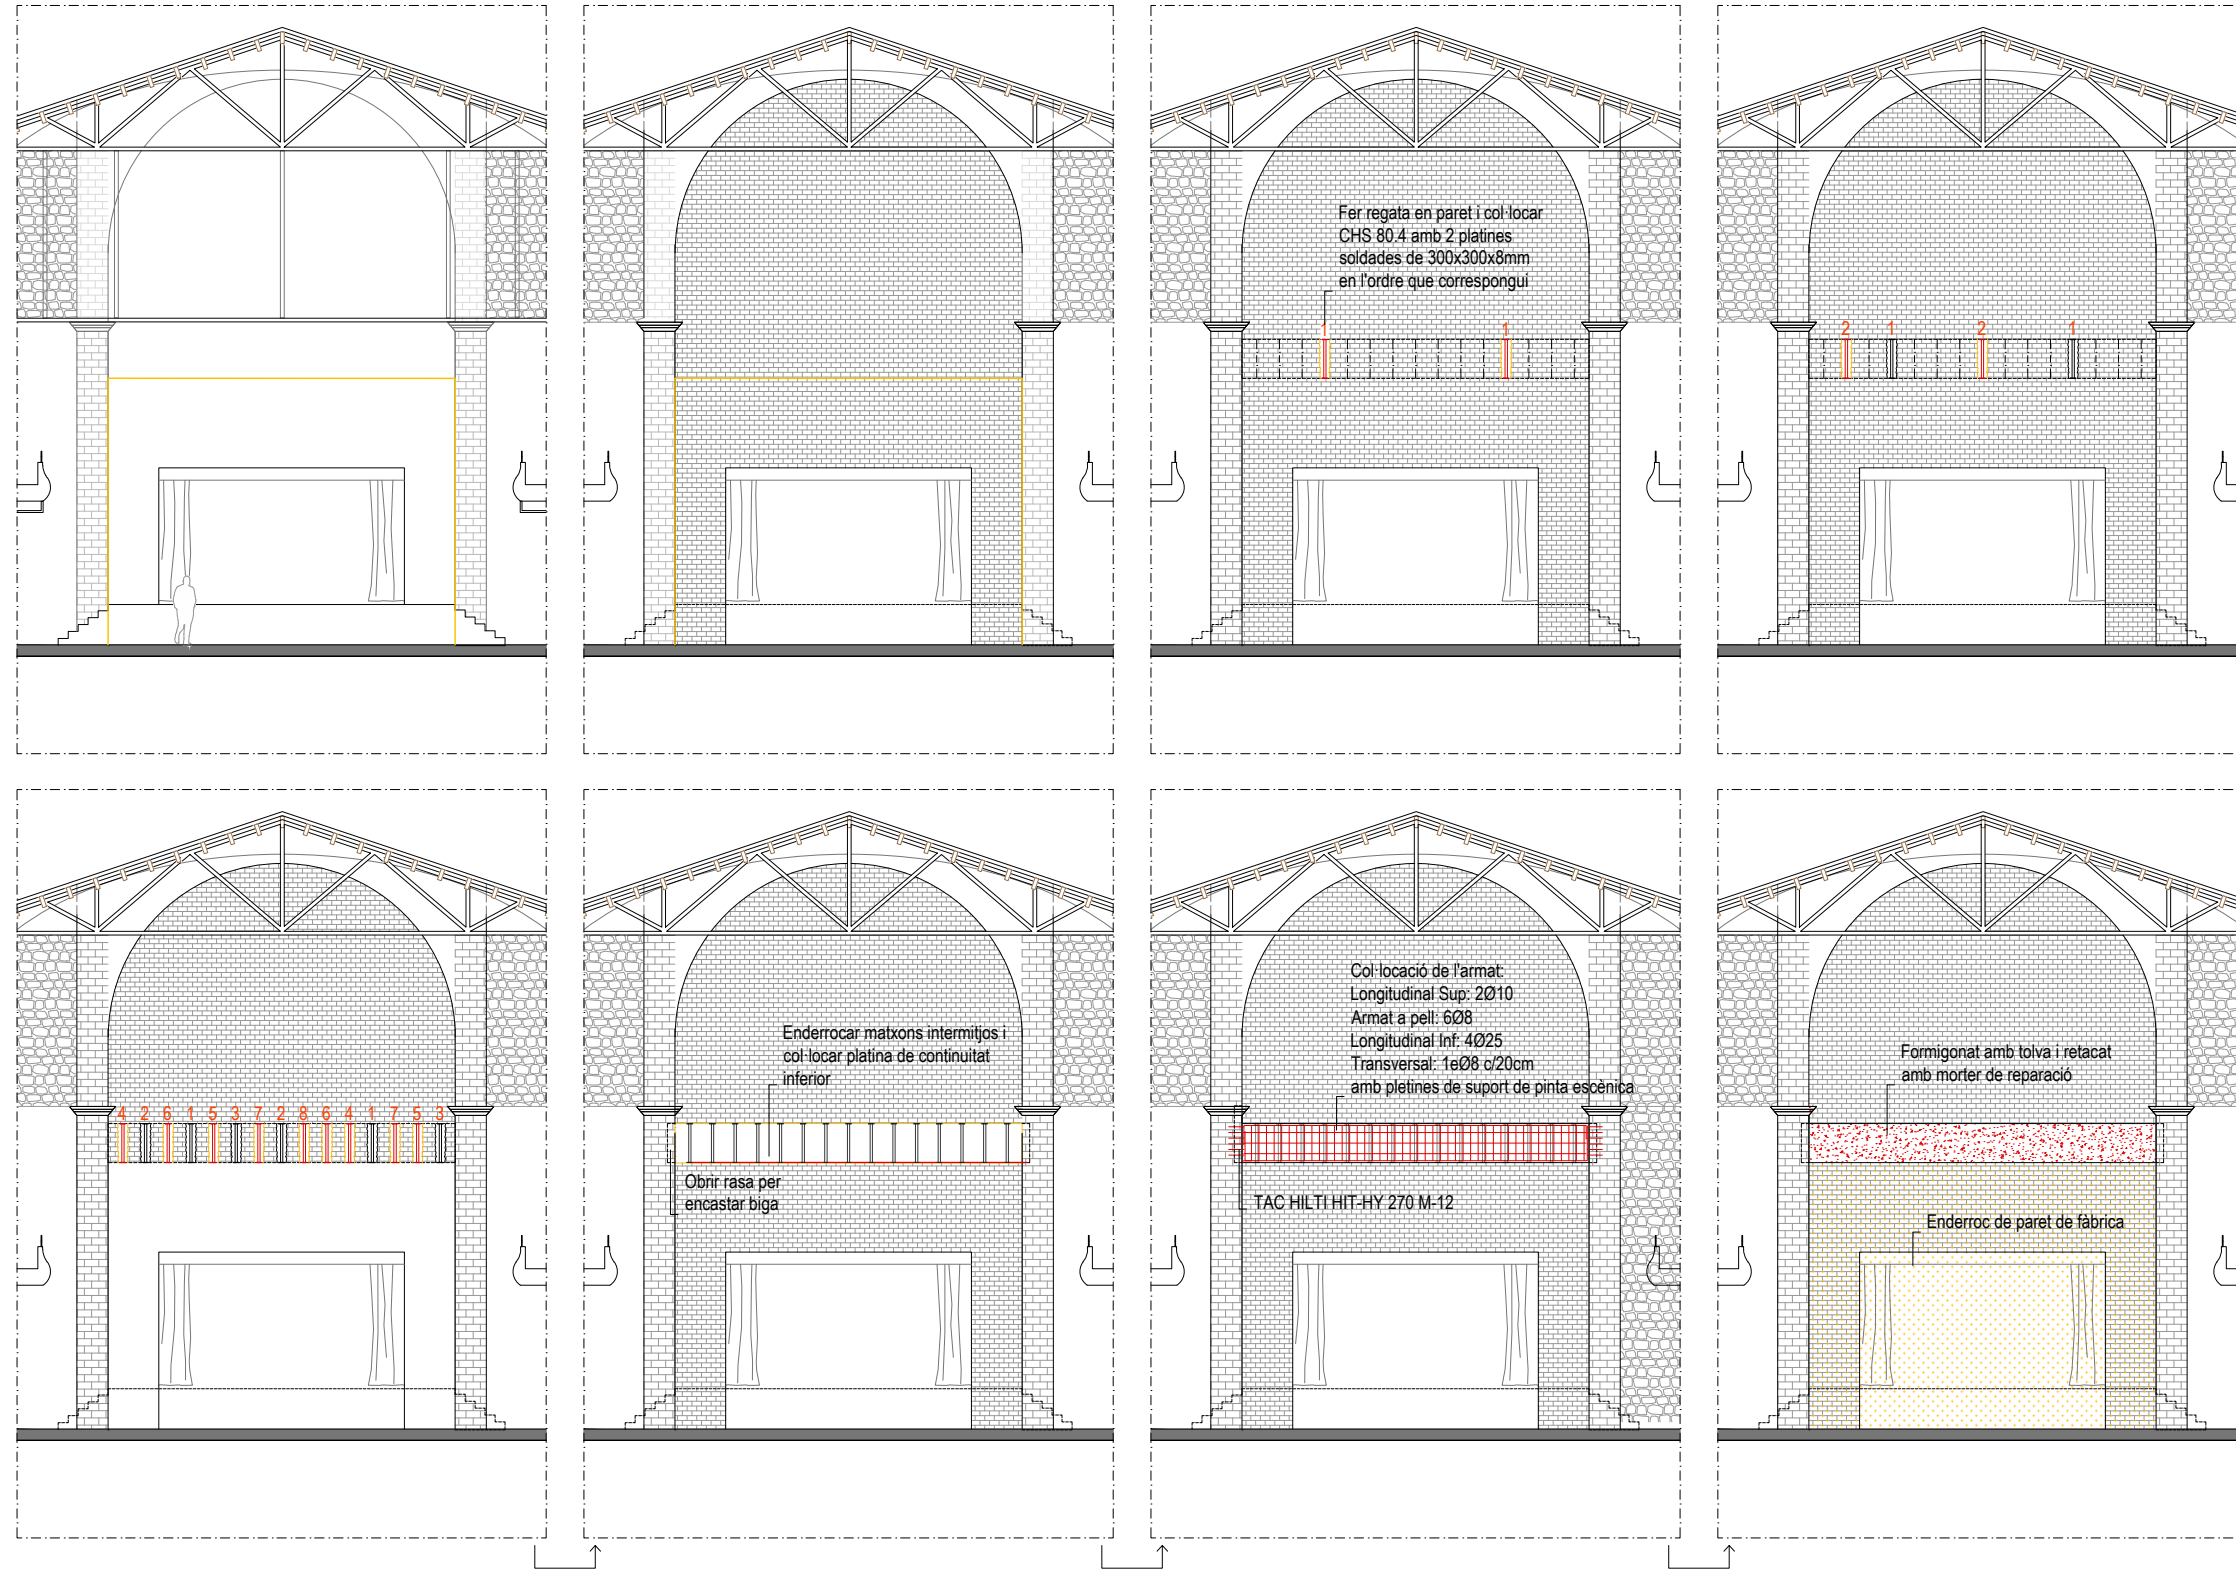 Fer regata en paret i col·locar
CHS 80.4 amb 2 platines
soldades de 300x300x8mm
en l'ordre que correspongui
1 1
2 1 2 1
4 2 6 1 5 3 7 2 8 6 4 1 7 5 3
Enderrocar matxons intermitjos i
col·locar platina de continuitat
inferior
Obrir rasa per
encastar biga
Col·locació de l'armat:
Longitudinal Sup: 2Ø10
Armat a pell: 6Ø8
Longitudinal Inf: 4Ø25
Transversal: 1eØ8 c/20cm
amb pletines de suport de pinta escènica
TAC HILTI HIT-HY 270 M-12
Formigonat amb tolva i retacat
amb morter de reparació
Enderroc de paret de fàbrica